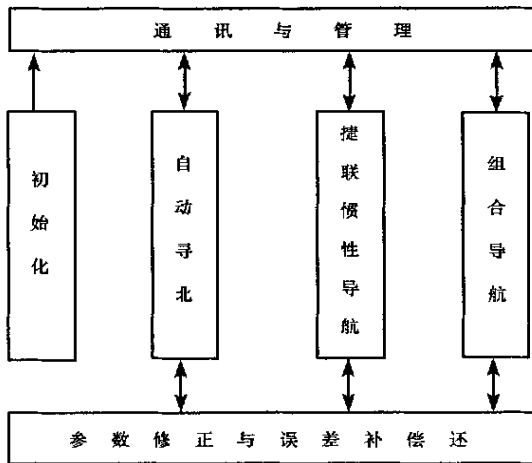 通讯与管理
初始化
自动寻北
捷联惯性导航
组合导航
参数修正与误差补偿还